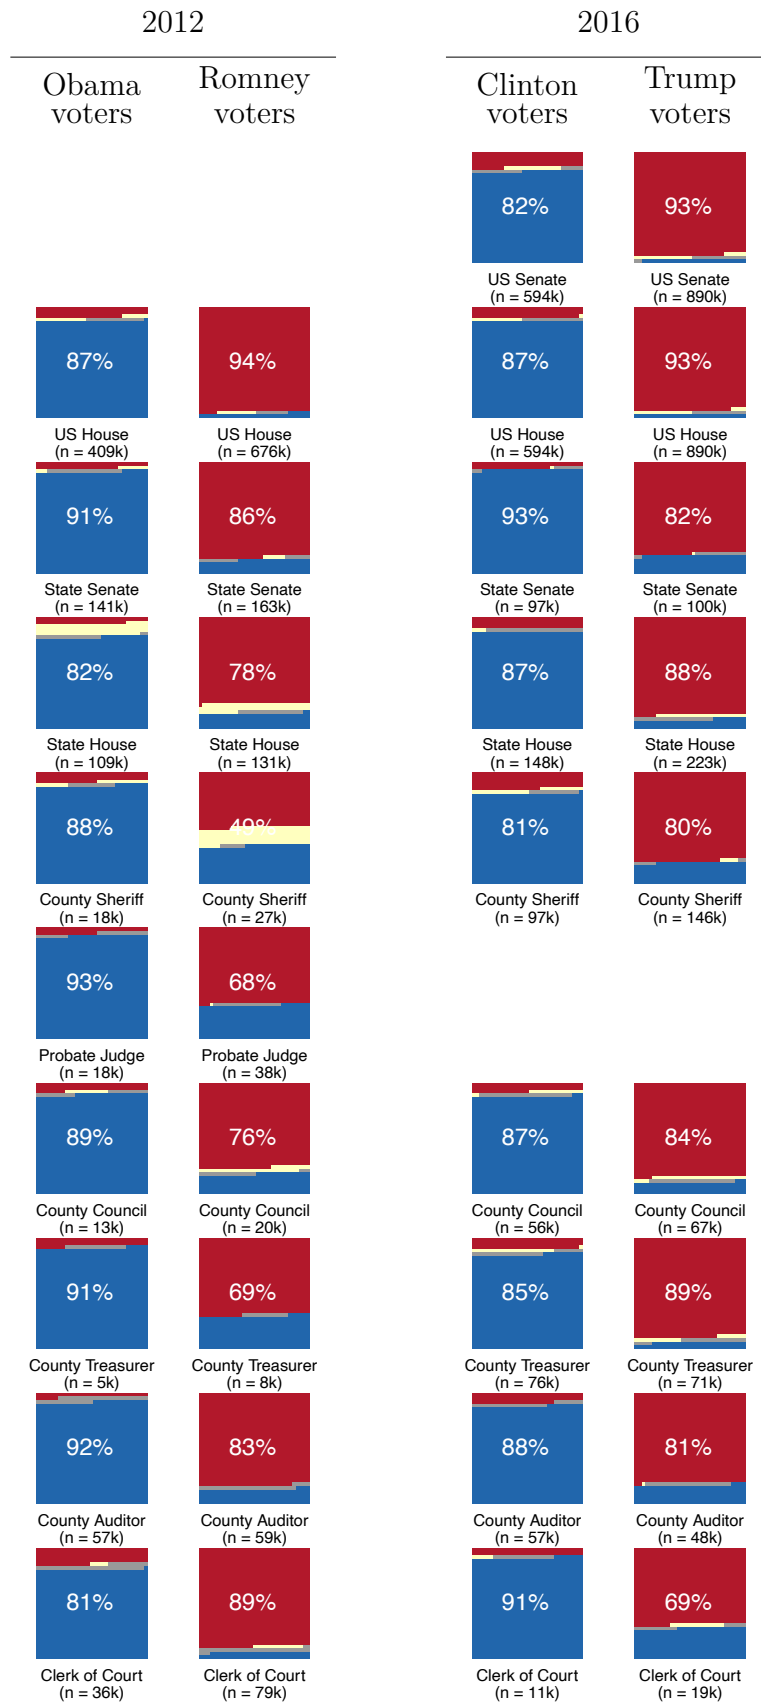 2012
2016
Obama voters
Romney voters
Clinton voters
Trump voters
82%
93%
US Senate
(n = 594k)
US Senate
(n = 890k)
87%
94%
87%
93%
US House
(n = 409k)
US House
(n = 676k)
US House
(n = 594k)
US House
(n = 890k)
91%
86%
93%
82%
State Senate
(n = 141k)
State Senate
(n = 163k)
State Senate
(n = 97k)
State Senate
(n = 100k)
82%
78%
87%
88%
State House
(n = 109k)
State House
(n = 131k)
State House
(n = 148k)
State House
(n = 223k)
88%
49%
81%
80%
County Sheriff
(n = 18k)
County Sheriff
(n = 27k)
County Sheriff
(n = 97k)
County Sheriff
(n = 146k)
93%
68%
Probate Judge
(n = 18k)
Probate Judge
(n = 38k)
89%
76%
87%
84%
County Council
(n = 13k)
County Council
(n = 20k)
County Council
(n = 56k)
County Council
(n = 67k)
91%
69%
85%
89%
County Treasurer
(n = 5k)
County Treasurer
(n = 8k)
County Treasurer
(n = 76k)
County Treasurer
(n = 71k)
92%
83%
88%
81%
County Auditor
(n = 57k)
County Auditor
(n = 59k)
County Auditor
(n = 57k)
County Auditor
(n = 48k)
81%
89%
91%
69%
Clerk of Court
(n = 36k)
Clerk of Court
(n = 79k)
Clerk of Court
(n = 11k)
Clerk of Court
(n = 19k)